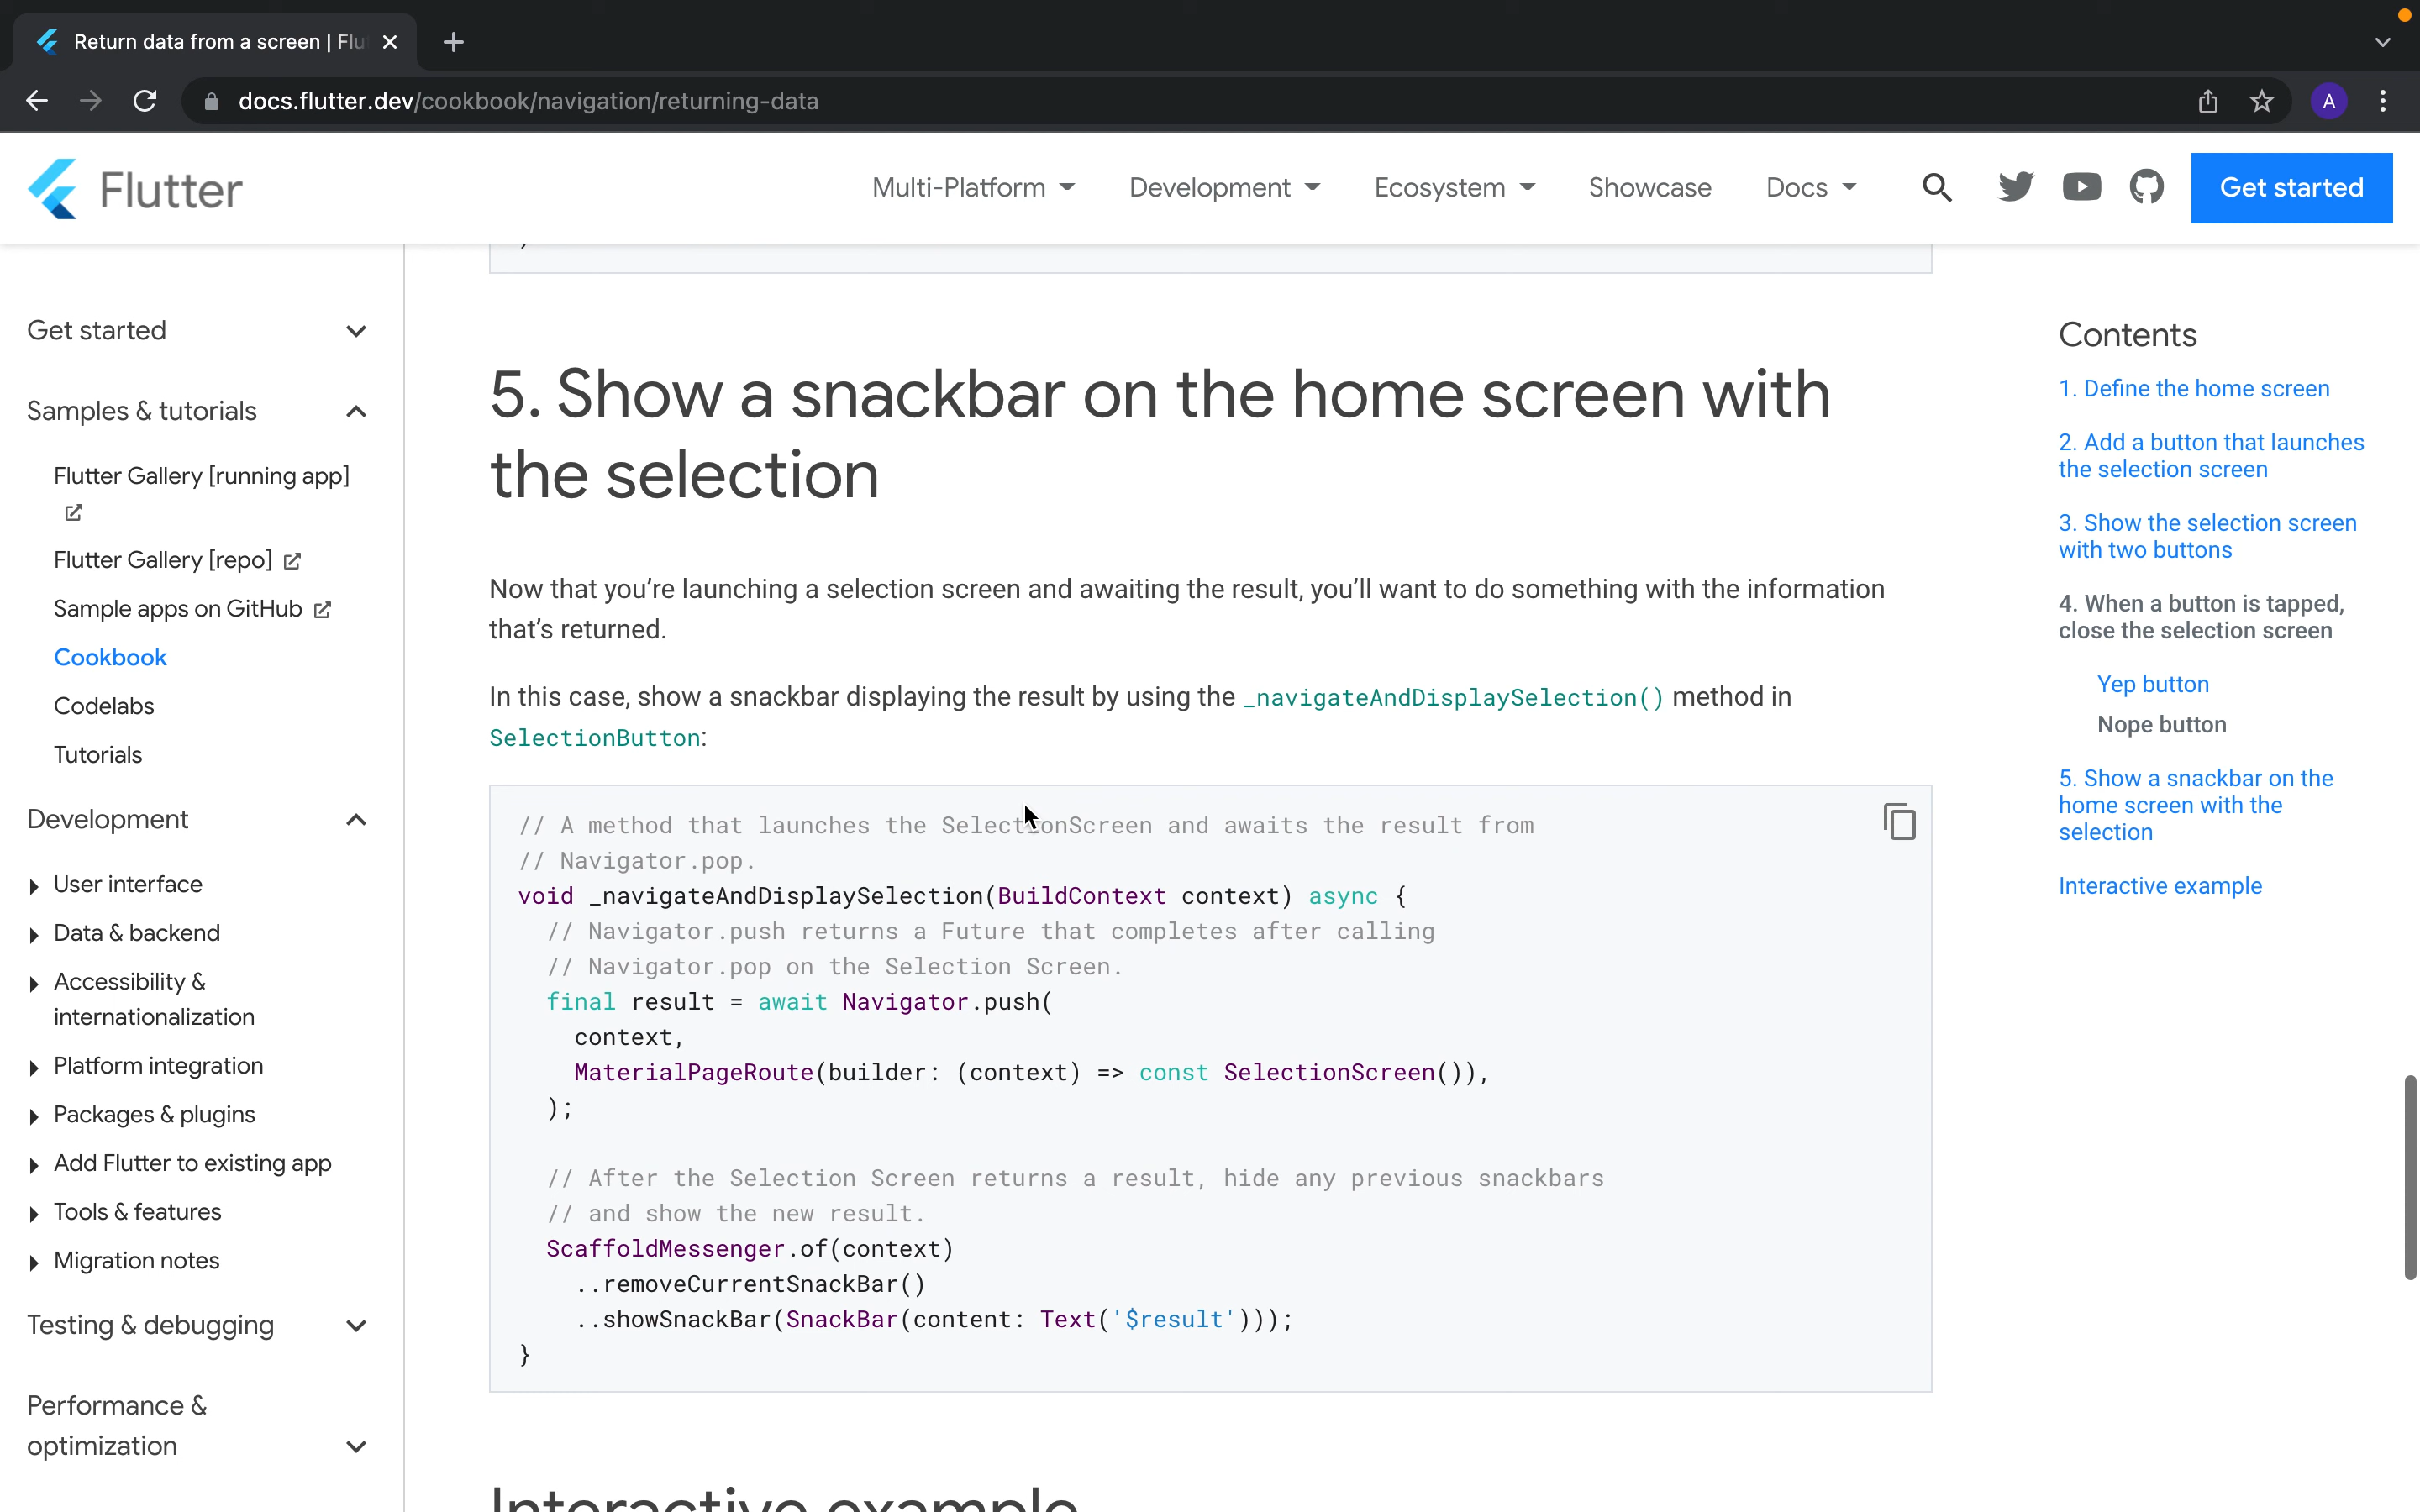 Return data from a screen | Flu
docs.flutter.dev/cookbook/navigation/returning-data
A
Flutter
Multi-Platform
Development
Ecosystem
Showcase
Docs
Get started
Get started
Samples & tutorials
Flutter Gallery [running app]
Flutter Gallery [repo]
Sample apps on GitHub
Cookbook
Codelabs
Tutorials
Development
User interface
Data & backend
Accessibility &
internationalization
Platform integration
Packages & plugins
Add Flutter to existing app
Tools & features
Migration notes
Testing & debugging
Performance &
optimization
5. Show a snackbar on the home screen with
the selection
Now that you’re launching a selection screen and awaiting the result, you’ll want to do something with the information
that’s returned.
In this case, show a snackbar displaying the result by using the _navigateAndDisplaySelection() method in
SelectionButton:
// A method that launches the SelectionScreen and awaits the result from
// Navigator.pop.
void _navigateAndDisplaySelection(BuildContext context) async {
// Navigator.push returns a Future that completes after calling
// Navigator.pop on the Selection Screen.
final result = await Navigator.push(
context,
MaterialPageRoute(builder: (context) => const SelectionScreen()),
);
// After the Selection Screen returns a result, hide any previous snackbars
// and show the new result.
ScaffoldMessenger.of(context)
..removeCurrentSnackBar()
..showSnackBar(SnackBar(content: Text('$result')));
}
Interactive example
Contents
1. Define the home screen
2. Add a button that launches
the selection screen
3. Show the selection screen
with two buttons
4. When a button is tapped,
close the selection screen
Yep button
Nope button
5. Show a snackbar on the
home screen with the
selection
Interactive example